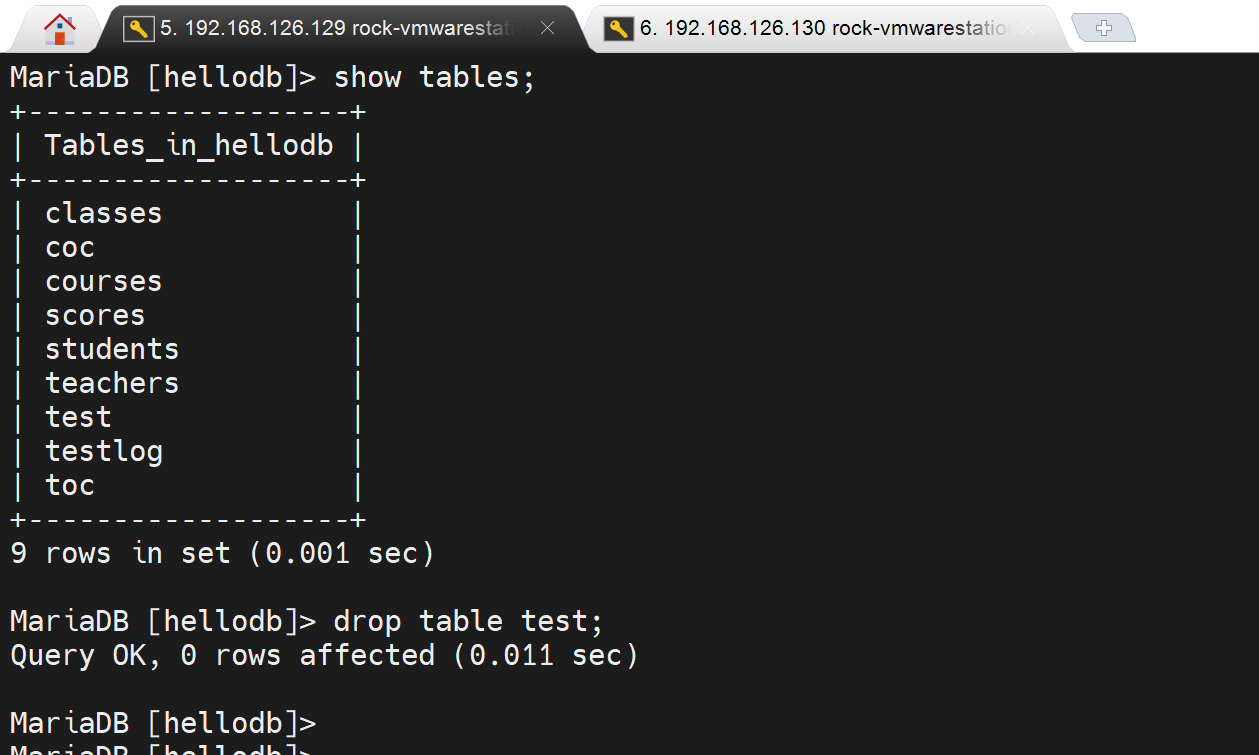 5. 192.168.126.129 rock-vmwarestati
6. 192.168.126.130 rock-vmwarestatio
MariaDB [hellodb]> show tables;
+-------------------+
| Tables_in_hellodb |
+-------------------+
| classes           |
| coc               |
| courses           |
| scores            |
| students          |
| teachers          |
| test              |
| testlog           |
| toc               |
+-------------------+
9 rows in set (0.001 sec)
MariaDB [hellodb]> drop table test;
Query OK, 0 rows affected (0.011 sec)
MariaDB [hellodb]>
MariaDB [hellodb]>